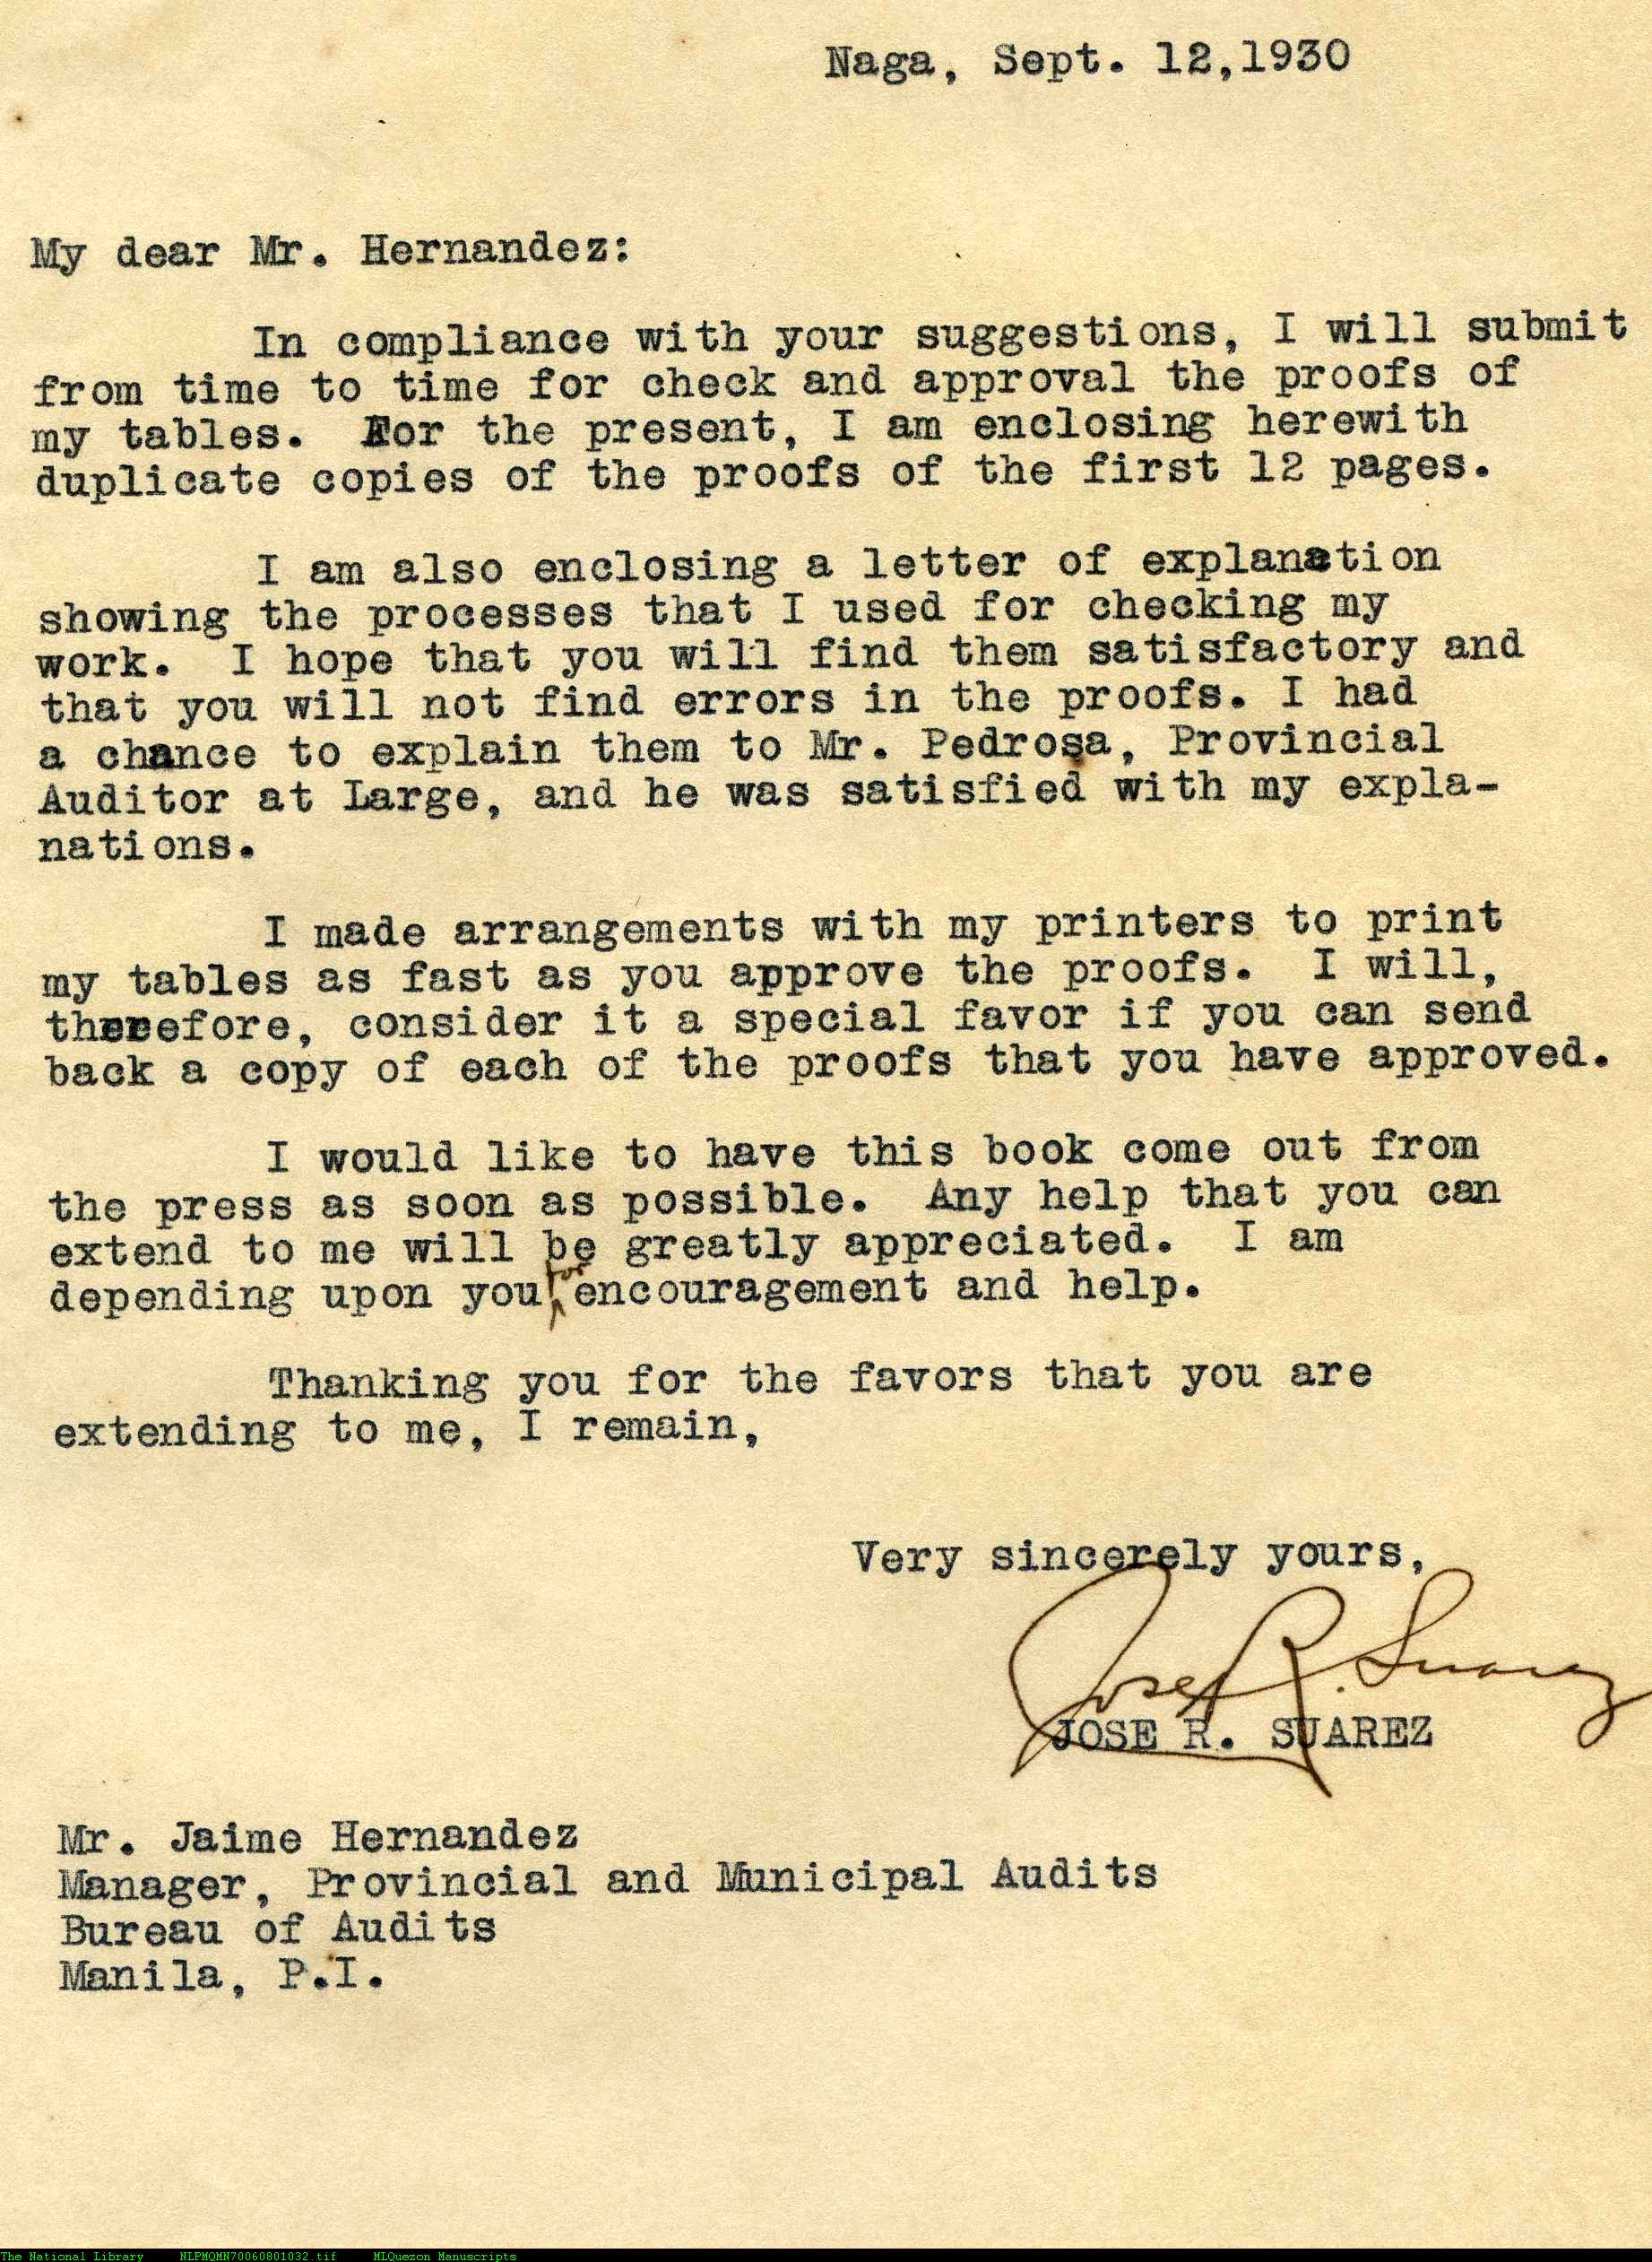 Naga, Sept. 12,1930
My dear Mr. Hernandez:
In compliance with your suggestions, I will submit
from time to time for check and approval the proofs of
my tables. For the present, I am enclosing herewith
duplicate copies of the proofs of the first 12 pages.
I am also enclosing a letter of explanation
showing the processes that I used for checking my
work. I hope that you will find them satisfactory and
that you will not find errors in the proofs. I had
a chance to explain them to Mr. Pedrosa, Provincial
Auditor at Large, and he was satisfied with my expla-
nations.
I made arrangements with my printers to print
my tables as fast as you approve the proofs. I will,
therefore, consider it a special favor if you can send
back a copy of each of the proofs that you have approved.
I would like to have this book come out from
the press as soon as possible. Any help that you can
extend to me will be greatly appreciated. I am
depending upon you for encouragement and help.
Thanking you for the favors that you are
extending to me, I remain,
Very sincerely yours,
Jose R. Suarez
JOSE R. SUAREZ
Mr. Jaime Hernandez
Manager, Provincial and Municipal Audits
Bureau of Audits
Manila, P.I.
The National Library NLPMQMN70060801032.tif MLQuezon Manuscripts